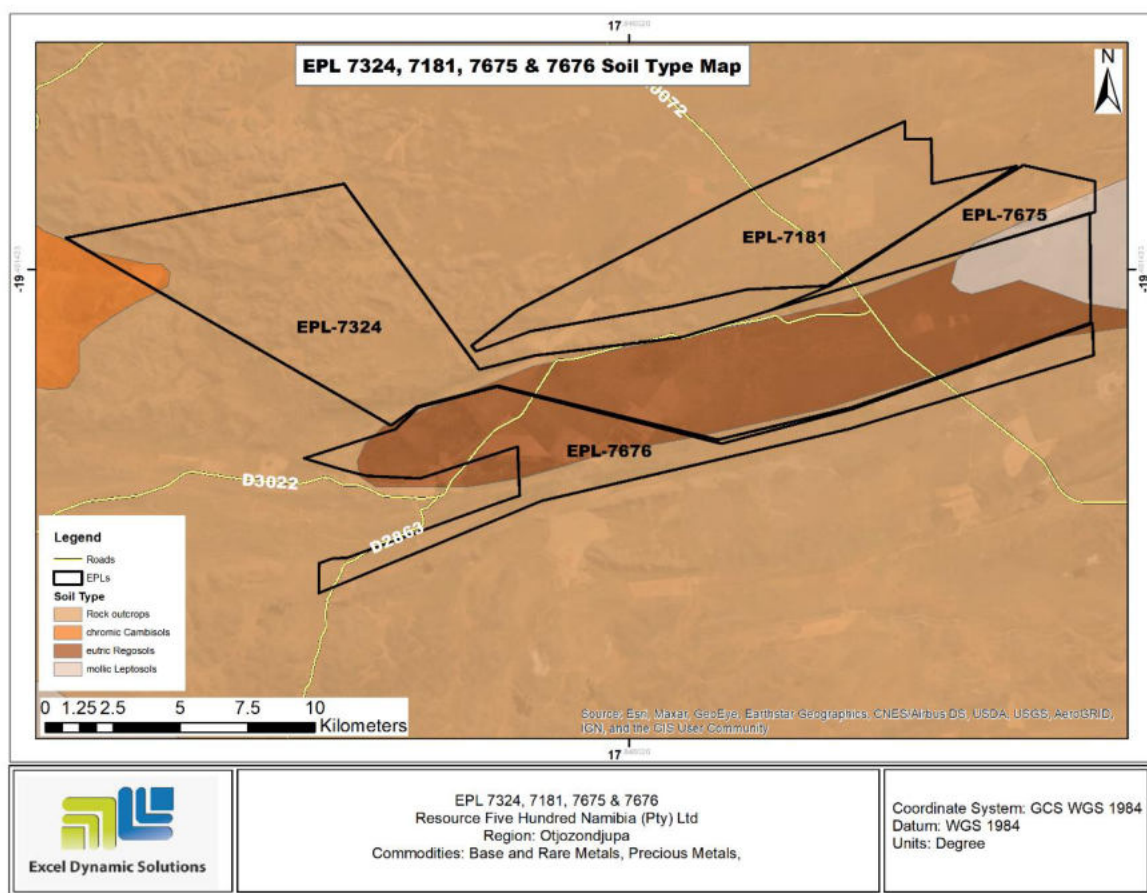 17
EPL 7324, 7181, 7675 & 7676 Soil Type Map
N
EPL-7675
EPL-7181
-19
-19
EPL-7324
EPL-7676
D3022
D2863
Legend
Roads
EPLs
Soil Type
Rock outcrops
chromic Cambisols
eutric Regosols
mollic Leptosols
0 1.25 2.5 5 7.5 10
Kilometers
Source: Esri, Maxar, GeoEye, Earthstar Geographics, CNES/Airbus DS, USDA, USGS, AeroGRID,
IGN, and the GIS User Community
17
Excel Dynamic Solutions
EPL 7324, 7181, 7675 & 7676
Resource Five Hundred Namibia (Pty) Ltd
Region: Otjozondjupa
Commodities: Base and Rare Metals, Precious Metals,
Coordinate System: GCS WGS 1984
Datum: WGS 1984
Units: Degree